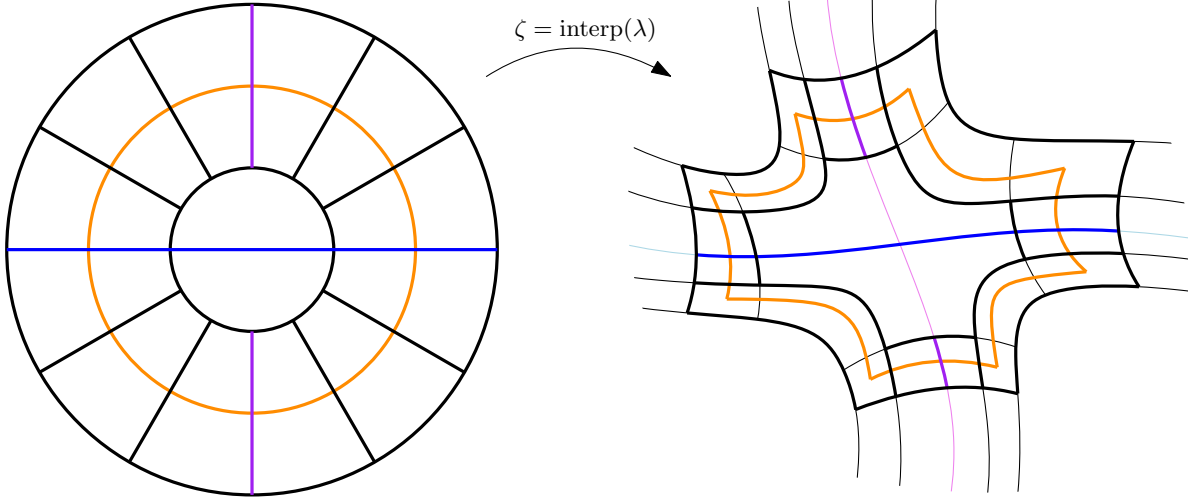 ζ = interp(λ)